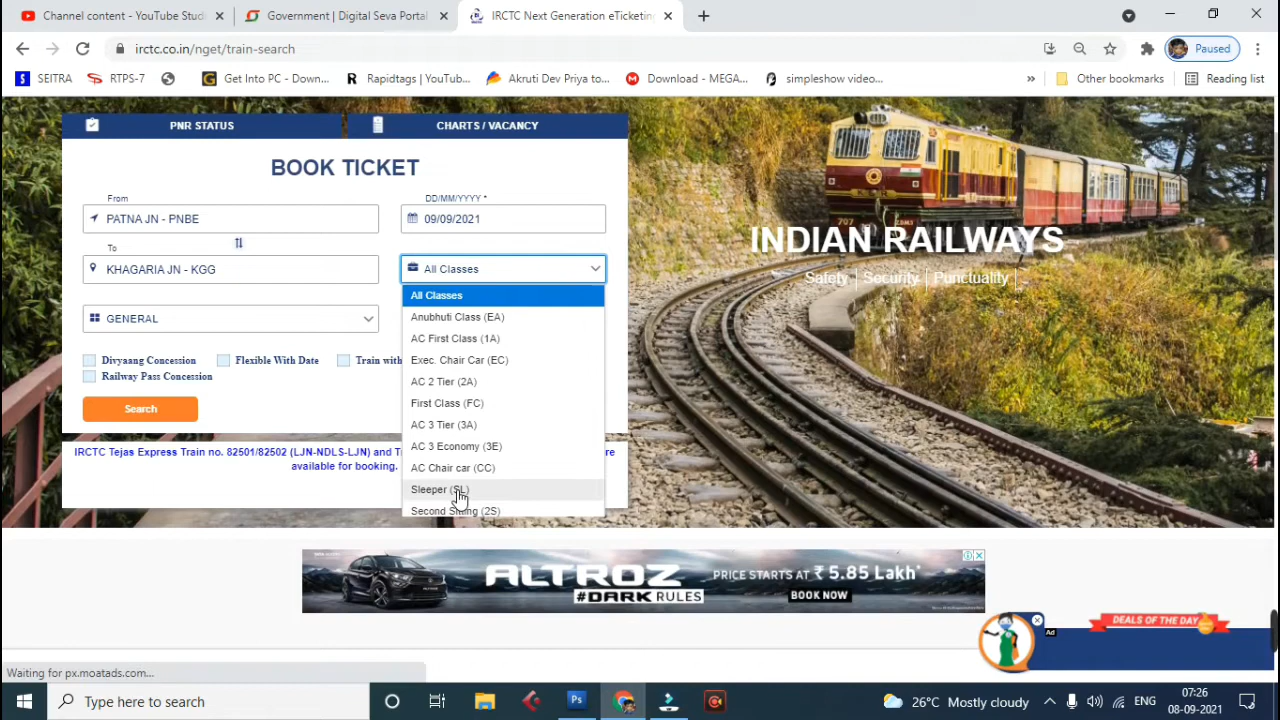 Channel content - YouTube Stud
Government | Digital Seva Portal
IRCTC Next Generation eTicketing
Paused
irctc.co.in/nget/train-search
SEITRA
RTPS-7
Get Into PC - Down...
Rapidtags | YouTub...
Akruti Dev Priya to...
Download - MEGA...
simpleshow video...
»
Other bookmarks
Reading list
PNR STATUS
CHARTS / VACANCY
BOOK TICKET
From
PATNA JN - PNBE
DD/MM/YYYY *
09/09/2021
To
KHAGARIA JN - KGG
All Classes
All Classes
Anubhuti Class (EA)
AC First Class (1A)
Exec. Chair Car (EC)
AC 2 Tier (2A)
First Class (FC)
AC 3 Tier (3A)
AC 3 Economy (3E)
AC Chair car (CC)
Sleeper (SL)
Second Sitting (2S)
GENERAL
Divyaang Concession
Flexible With Date
Train with
Railway Pass Concession
Search
IRCTC Tejas Express Train no. 82501/82502 (LJN-NDLS-LJN) and T
re
available for booking.
707
INDIAN RAILWAYS
Safety | Security | Punctuality |
ALTROZ
#DARK RULES
PRICE STARTS AT ₹ 5.85 Lakh*
BOOK NOW
Ad
DEALS OF THE DAY
Waiting for px.moatads.com...
Type here to search
Ps
26°C Mostly cloudy
ENG
07:26
08-09-2021